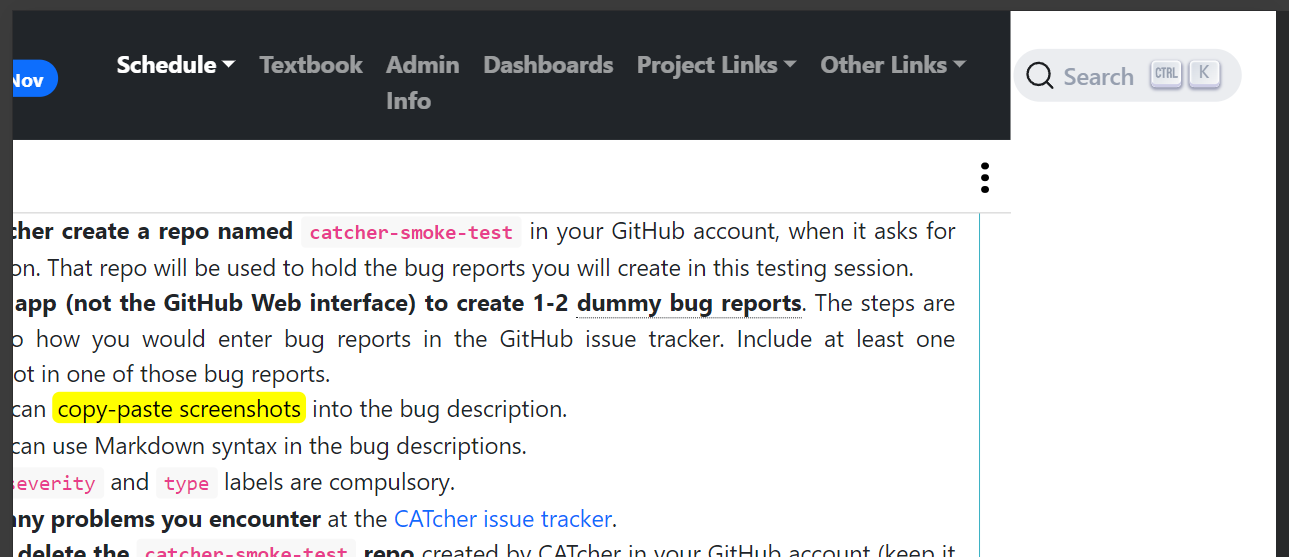 Nov Schedule Textbook Admin Info Dashboards Project Links Other Links Search CTRL K
create a repo named catcher-smoke-test in your GitHub account, when it asks for
That repo will be used to hold the bug reports you will create in this testing session.
app (not the GitHub Web interface) to create 1-2 dummy bug reports. The steps are
how you would enter bug reports in the GitHub issue tracker. Include at least one
in one of those bug reports.
can copy-paste screenshots into the bug description.
can use Markdown syntax in the bug descriptions.
severity and type labels are compulsory.
any problems you encounter at the CATcher issue tracker.
delete the catcher-smoke-test repo created by CATcher in your GitHub account (keep it